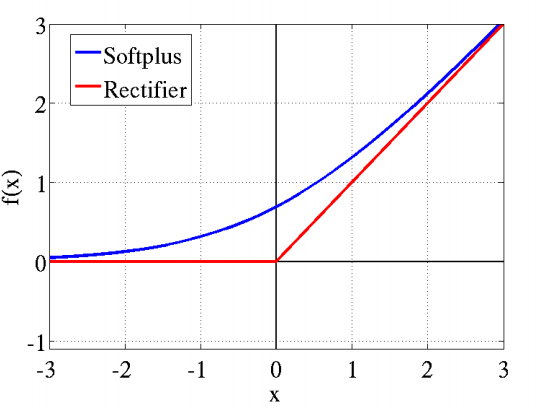 3
Softplus
Rectifier
2
f(x)
1
0
-1
-3 -2 -1 0 1 2 3
x